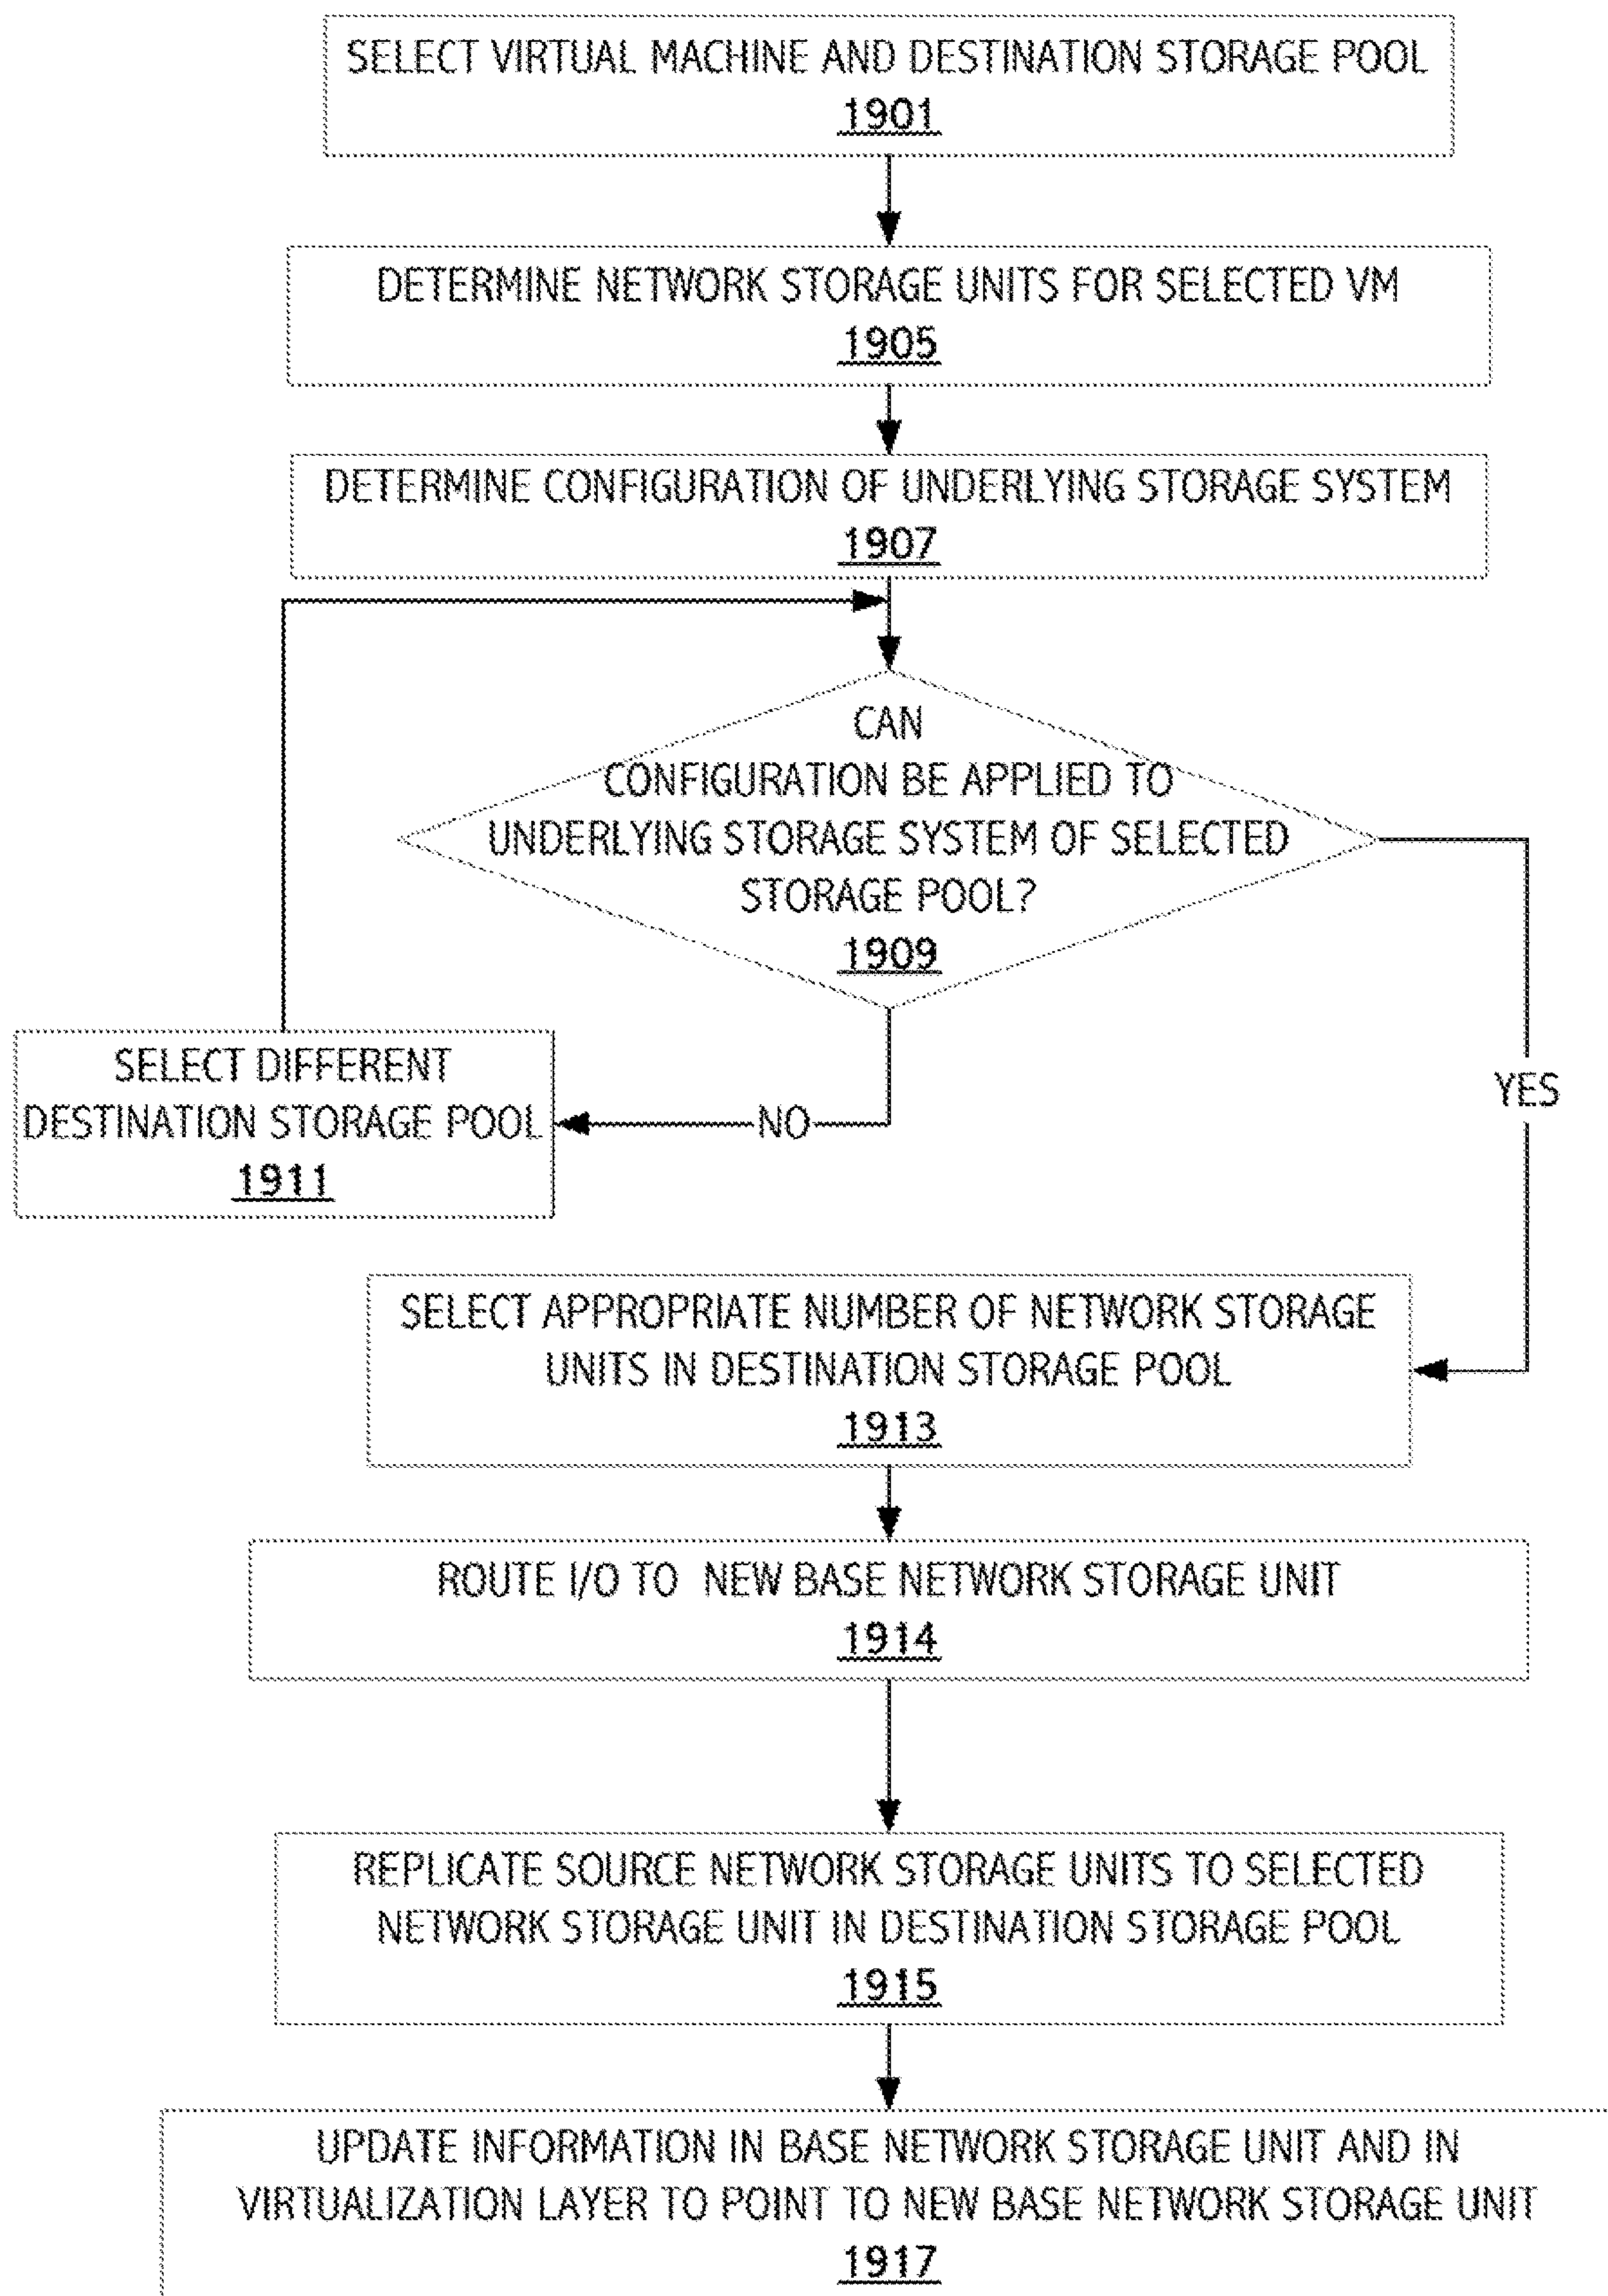 SELECT VIRTUAL MACHINE AND DESTINATION STORAGE POOL
1901
DETERMINE NETWORK STORAGE UNITS FOR SELECTED VM
1905
DETERMINE CONFIGURATION OF UNDERLYING STORAGE SYSTEM
1907
CAN
CONFIGURATION BE APPLIED TO
UNDERLYING STORAGE SYSTEM OF SELECTED
STORAGE POOL?
1909
SELECT DIFFERENT
DESTINATION STORAGE POOL
1911
NO
YES
SELECT APPROPRIATE NUMBER OF NETWORK STORAGE
UNITS IN DESTINATION STORAGE POOL
1913
ROUTE I/O TO NEW BASE NETWORK STORAGE UNIT
1914
REPLICATE SOURCE NETWORK STORAGE UNITS TO SELECTED
NETWORK STORAGE UNIT IN DESTINATION STORAGE POOL
1915
UPDATE INFORMATION IN BASE NETWORK STORAGE UNIT AND IN
VIRTUALIZATION LAYER TO POINT TO NEW BASE NETWORK STORAGE UNIT
1917